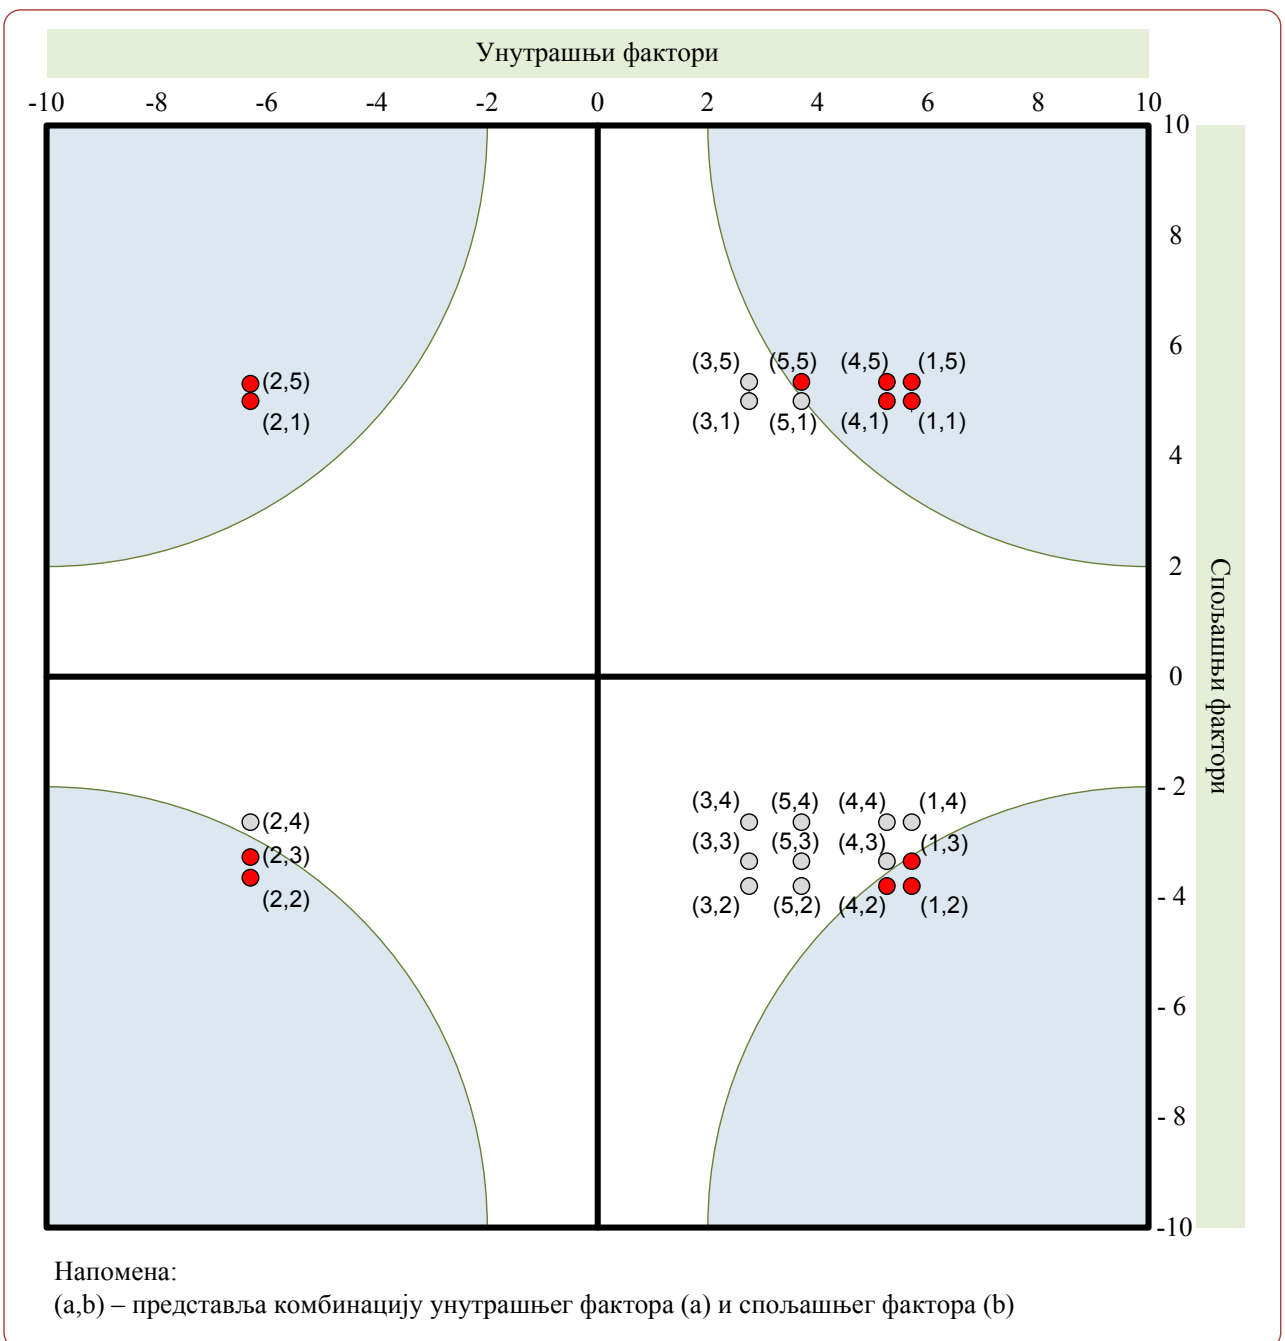 Унутрашњи фактори
-10 -8 -6 -4 -2 0 2 4 6 8 10
10
8
6
(3,5) (5,5) (4,5) (1,5)
(2,5)
(2,1)
(3,1) (5,1) (4,1) (1,1)
4
2
0
Спољашњи фактори
- 2
(3,4) (5,4) (4,4) (1,4)
(2,4)
(3,3) (5,3) (4,3) (1,3)
(2,3)
- 4
(2,2)
(3,2) (5,2) (4,2) (1,2)
- 6
- 8
-10
Напомена:
(a,b) – представља комбинацију унутрашњег фактора (a) и спољашњег фактора (b)